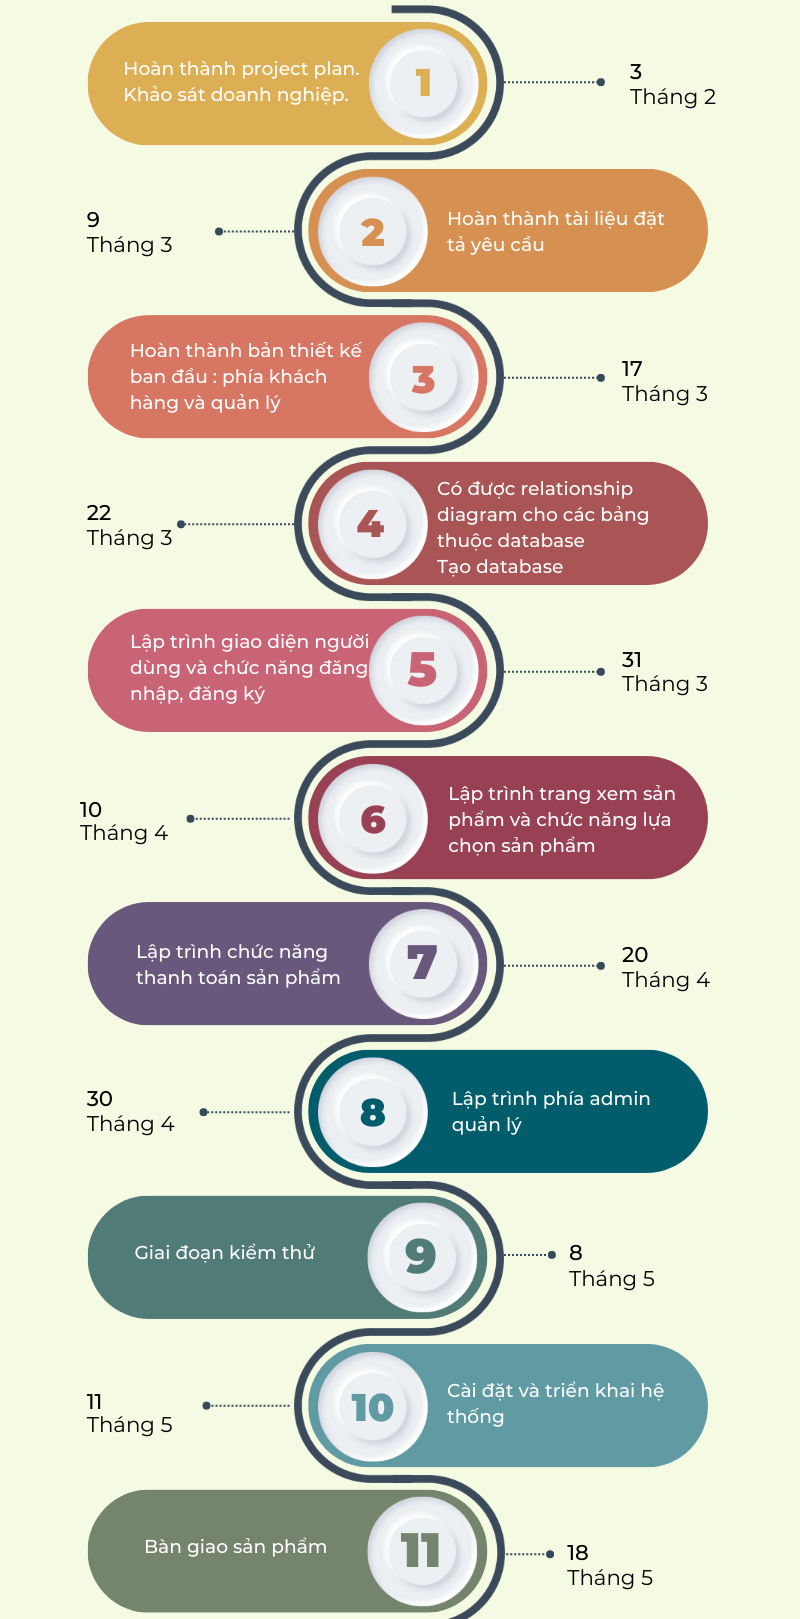 Hoàn thành project plan.
Khảo sát doanh nghiệp.
1
3
Tháng 2
9
Tháng 3
2
Hoàn thành tài liệu đặt
tả yêu cầu
Hoàn thành bản thiết kế
ban đầu : phía khách
hàng và quản lý
3
17
Tháng 3
22
Tháng 3
4
Có được relationship
diagram cho các bảng
thuộc database
Tạo database
Lập trình giao diện người
dùng và chức năng đăng
nhập, đăng ký
5
31
Tháng 3
10
Tháng 4
6
Lập trình trang xem sản
phẩm và chức năng lựa
chọn sản phẩm
Lập trình chức năng
thanh toán sản phẩm
7
20
Tháng 4
30
Tháng 4
8
Lập trình phía admin
quản lý
Giai đoạn kiểm thử
9
8
Tháng 5
11
Tháng 5
10
Cài đặt và triển khai hệ
thống
Bàn giao sản phẩm
11
18
Tháng 5